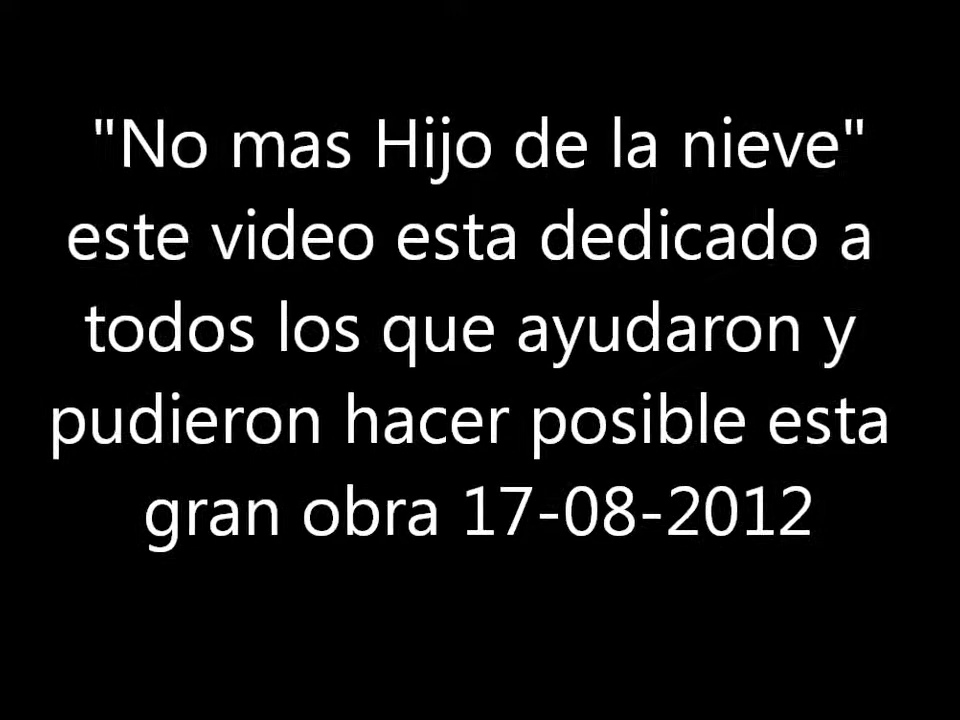 "No mas Hijo de la nieve"
este video esta dedicado a
todos los que ayudaron y
pudieron hacer posible esta
gran obra 17-08-2012